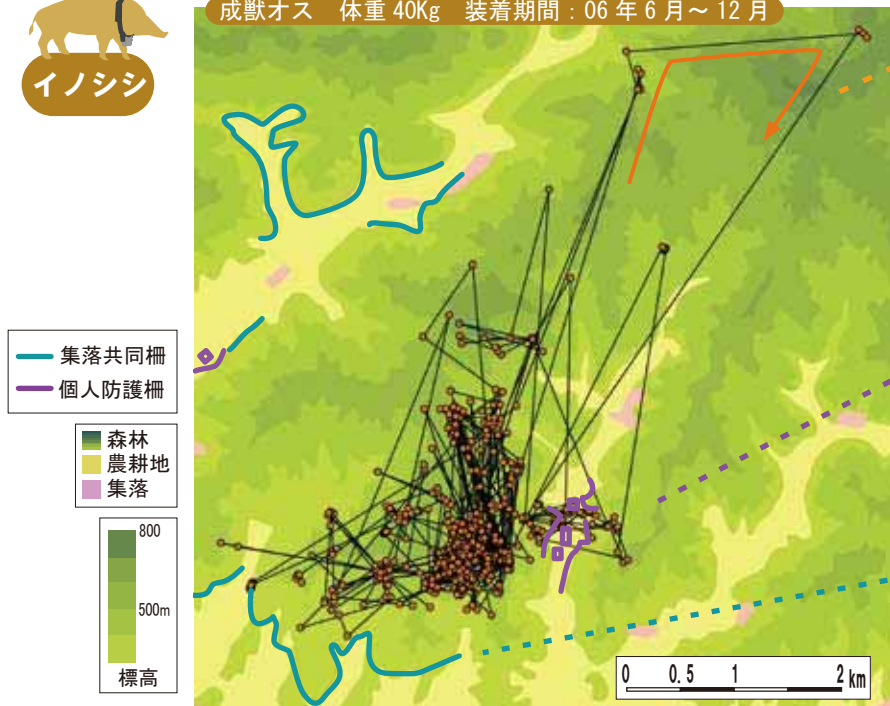 成獣オス 体重 40Kg 装着期間：06 年 6 月〜 12 月
イノシシ
集落共同柵
個人防護柵
森林
農耕地
集落
800
500m
標高
0 0.5 1 2 km